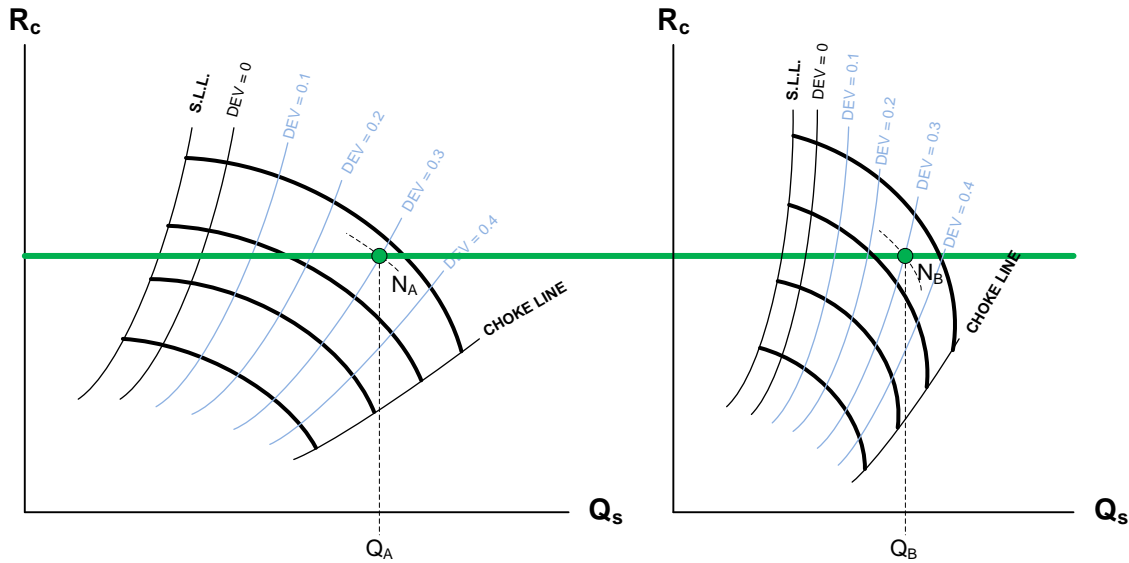 Rc
S.L.L.
DEV = 0
DEV = 0.1
DEV = 0.2
DEV = 0.3
DEV = 0.4
NA
CHOKE LINE
Qs
QA
Rc
S.L.L.
DEV = 0
DEV = 0.1
DEV = 0.2
DEV = 0.3
DEV = 0.4
NB
CHOKE LINE
Qs
QB